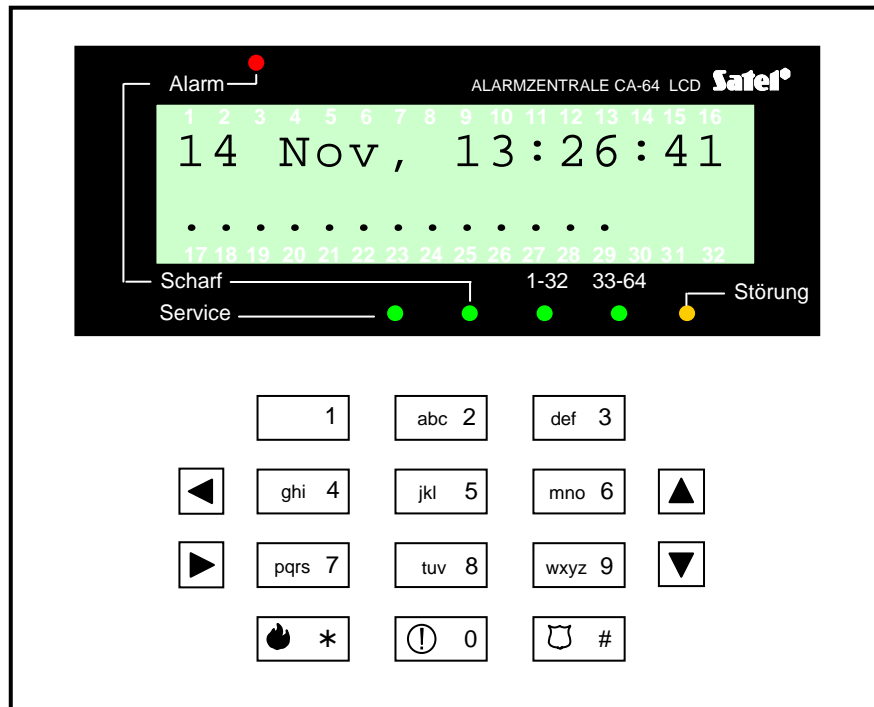 Alarm ALARMZENTRALE CA-64 LCD Satel®
1 2 3 4 5 6 7 8 9 10 11 12 13 14 15 16
14 Nov, 13:26:41
. . . . . . . . . . . . .
17 18 19 20 21 22 23 24 25 26 27 28 29 30 31 32
Scharf 1-32 33-64 Störung
Service
1 abc 2 def 3
ghi 4 jkl 5 mno 6
pqrs 7 tuv 8 wxyz 9
* ! 0 #